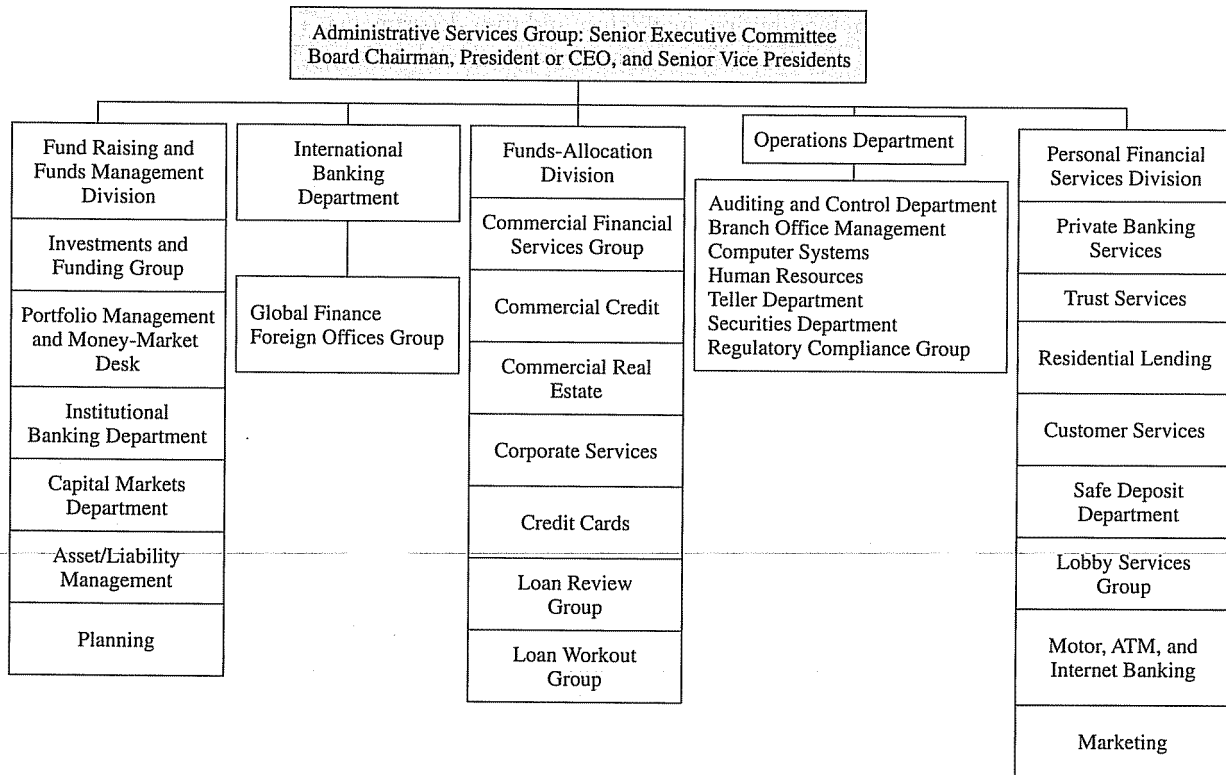 Administrative Services Group: Senior Executive Committee
Board Chairman, President or CEO, and Senior Vice Presidents
Fund Raising and
Funds Management
Division
Investments and
Funding Group
Portfolio Management
and Money-Market
Desk
Institutional
Banking Department
Capital Markets
Department
Asset/Liability
Management
Planning
International
Banking
Department
Global Finance
Foreign Offices Group
Funds-Allocation
Division
Commercial Financial
Services Group
Commercial Credit
Commercial Real
Estate
Corporate Services
Credit Cards
Loan Review
Group
Loan Workout
Group
Operations Department
Auditing and Control Department
Branch Office Management
Computer Systems
Human Resources
Teller Department
Securities Department
Regulatory Compliance Group
Personal Financial
Services Division
Private Banking
Services
Trust Services
Residential Lending
Customer Services
Safe Deposit
Department
Lobby Services
Group
Motor, ATM, and
Internet Banking
Marketing